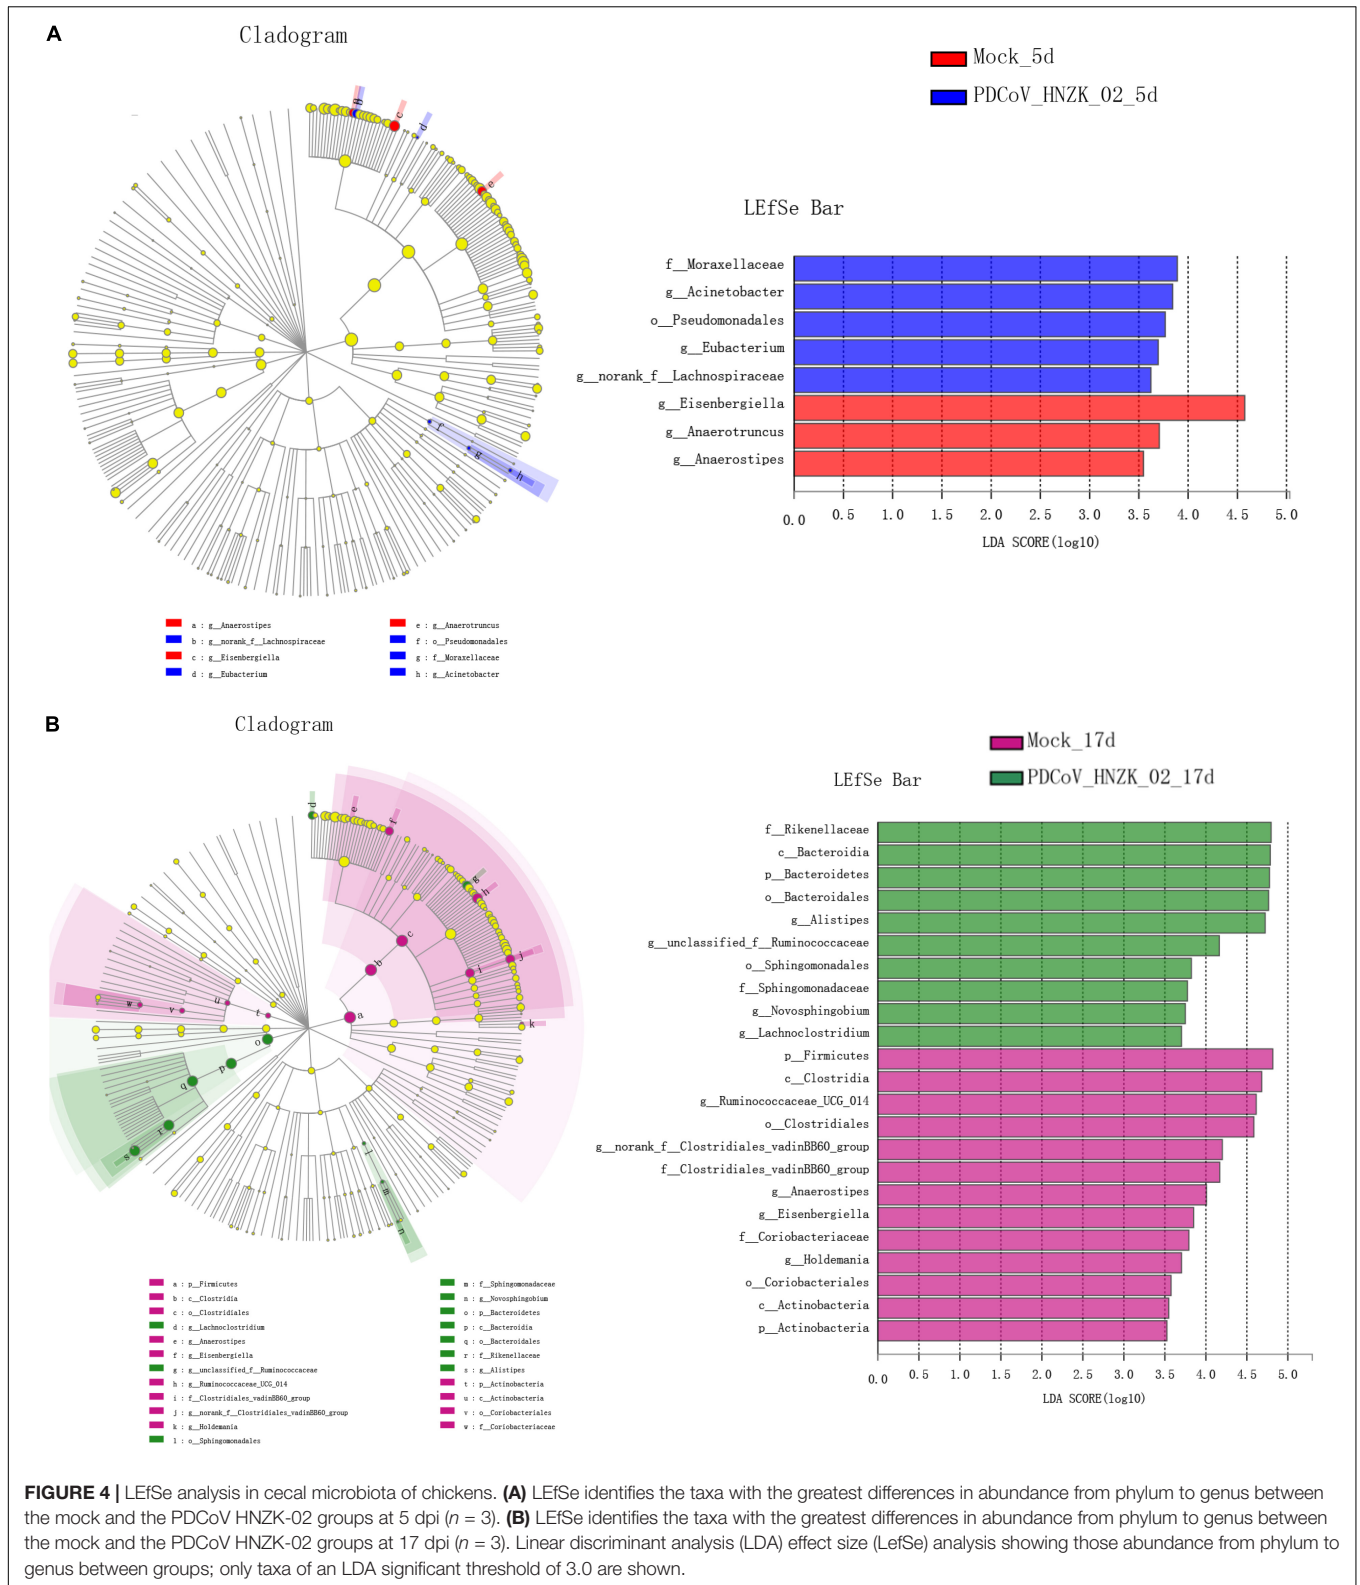 A
Cladogram
Mock_5d
PDCoV_HNZK_02_5d
b
c
d
e
f
g
h
LEfSe Bar
f__Moraxellaceae
g__Acinetobacter
o__Pseudomonadales
g__Eubacterium
g__norank_f__Lachnospiraceae
g__Eisenbergiella
g__Anaerotruncus
g__Anaerostipes
0.0 0.5 1.0 1.5 2.0 2.5 3.0 3.5 4.0 4.5 5.0
LDA SCORE(log10)
a : g__Anaerostipes
b : g__norank_f__Lachnospiraceae
c : g__Eisenbergiella
d : g__Eubacterium
e : g__Anaerotruncus
f : o__Pseudomonadales
g : f__Moraxellaceae
h : g__Acinetobacter
B
Cladogram
Mock_17d
PDCoV_HNZK_02_17d
LEfSe Bar
d
e
f
g
h
c
b
i
j
a
k
w
v
u
t
o
p
q
r
s
l
m
n
f__Rikenellaceae
c__Bacteroidia
p__Bacteroidetes
o__Bacteroidales
g__Alistipes
g__unclassified_f__Ruminococcaceae
o__Sphingomonadales
f__Sphingomonadaceae
g__Novosphingobium
g__Lachnoclostridium
p__Firmicutes
c__Clostridia
g__Ruminococcaceae_UCG_014
o__Clostridiales
g__norank_f__Clostridiales_vadinBB60_group
f__Clostridiales_vadinBB60_group
g__Anaerostipes
g__Eisenbergiella
f__Coriobacteriaceae
g__Holdemania
o__Coriobacteriales
c__Actinobacteria
p__Actinobacteria
0.0 0.5 1.0 1.5 2.0 2.5 3.0 3.5 4.0 4.5 5.0
LDA SCORE(log10)
a : p__Firmicutes
b : c__Clostridia
c : o__Clostridiales
d : g__Lachnoclostridium
e : g__Anaerostipes
f : g__Eisenbergiella
g : g__unclassified_f__Ruminococcaceae
h : g__Ruminococcaceae_UCG_014
i : f__Clostridiales_vadinBB60_group
j : g__norank_f__Clostridiales_vadinBB60_group
k : g__Holdemania
l : o__Sphingomonadales
m : f__Sphingomonadaceae
n : g__Novosphingobium
o : p__Bacteroidetes
p : c__Bacteroidia
q : o__Bacteroidales
r : f__Rikenellaceae
s : g__Alistipes
t : p__Actinobacteria
u : c__Actinobacteria
v : o__Coriobacteriales
w : f__Coriobacteriaceae
FIGURE 4 | LEfSe analysis in cecal microbiota of chickens. (A) LEfSe identifies the taxa with the greatest differences in abundance from phylum to genus between
the mock and the PDCoV HNZK-02 groups at 5 dpi (n = 3). (B) LEfSe identifies the taxa with the greatest differences in abundance from phylum to genus between
the mock and the PDCoV HNZK-02 groups at 17 dpi (n = 3). Linear discriminant analysis (LDA) effect size (LefSe) analysis showing those abundance from phylum to
genus between groups; only taxa of an LDA significant threshold of 3.0 are shown.